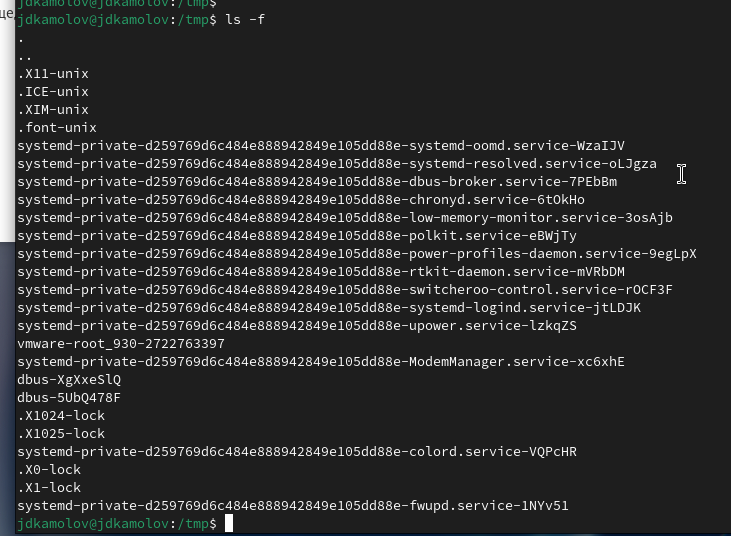 jdkamolov@jdkamolov:/tmp$
ще
jdkamolov@jdkamolov:/tmp$ ls -f
.
..
.X11-unix
.ICE-unix
.XIM-unix
.font-unix
systemd-private-d259769d6c484e888942849e105dd88e-systemd-oomd.service-WzaIJV
systemd-private-d259769d6c484e888942849e105dd88e-systemd-resolved.service-oLJgza
systemd-private-d259769d6c484e888942849e105dd88e-dbus-broker.service-7PEbBm
systemd-private-d259769d6c484e888942849e105dd88e-chronyd.service-6tOkHo
systemd-private-d259769d6c484e888942849e105dd88e-low-memory-monitor.service-3osAjb
systemd-private-d259769d6c484e888942849e105dd88e-polkit.service-eBWjTy
systemd-private-d259769d6c484e888942849e105dd88e-power-profiles-daemon.service-9egLpX
systemd-private-d259769d6c484e888942849e105dd88e-rtkit-daemon.service-mVRbDM
systemd-private-d259769d6c484e888942849e105dd88e-switcheroo-control.service-rOCF3F
systemd-private-d259769d6c484e888942849e105dd88e-systemd-logind.service-jtLDJK
systemd-private-d259769d6c484e888942849e105dd88e-upower.service-lzkqZS
vmware-root_930-2722763397
systemd-private-d259769d6c484e888942849e105dd88e-ModemManager.service-xc6xhE
dbus-XgXxeSlQ
dbus-5UbQ478F
.X1024-lock
.X1025-lock
systemd-private-d259769d6c484e888942849e105dd88e-colord.service-VQPcHR
.X0-lock
.X1-lock
systemd-private-d259769d6c484e888942849e105dd88e-fwupd.service-1NYv51
jdkamolov@jdkamolov:/tmp$